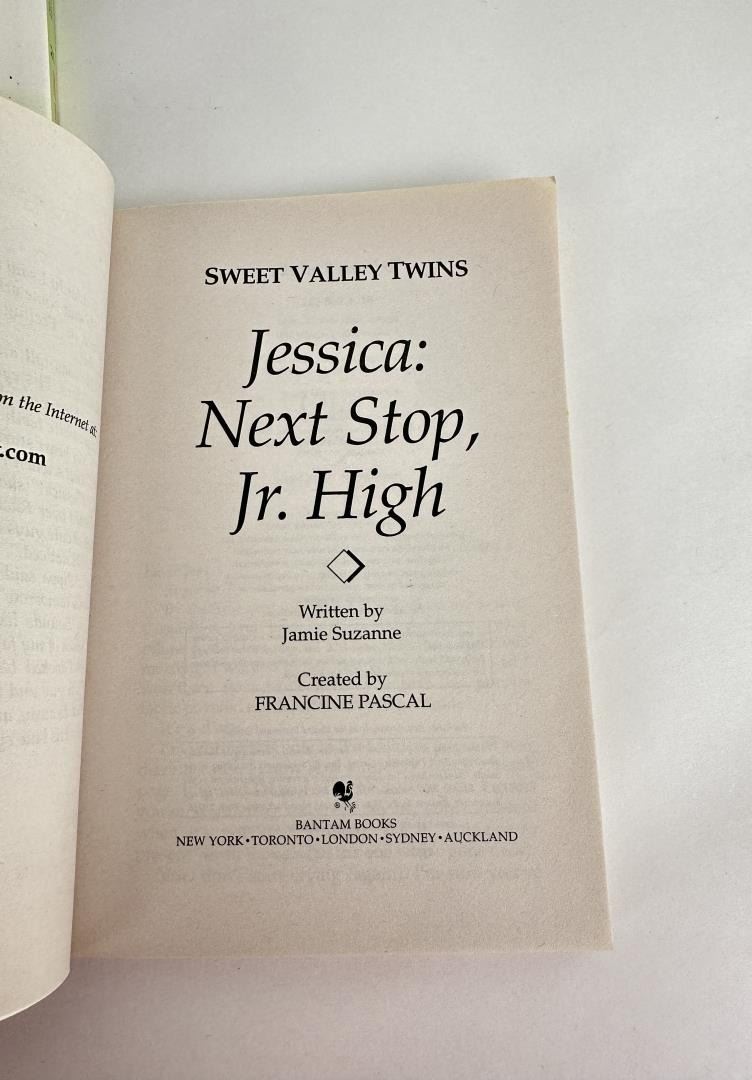 on the Internet at:
.com
SWEET VALLEY TWINS
Jessica:
Next Stop,
Jr. High
Written by
Jamie Suzanne
Created by
FRANCINE PASCAL
®
BANTAM BOOKS
NEW YORK•TORONTO•LONDON•SYDNEY•AUCKLAND